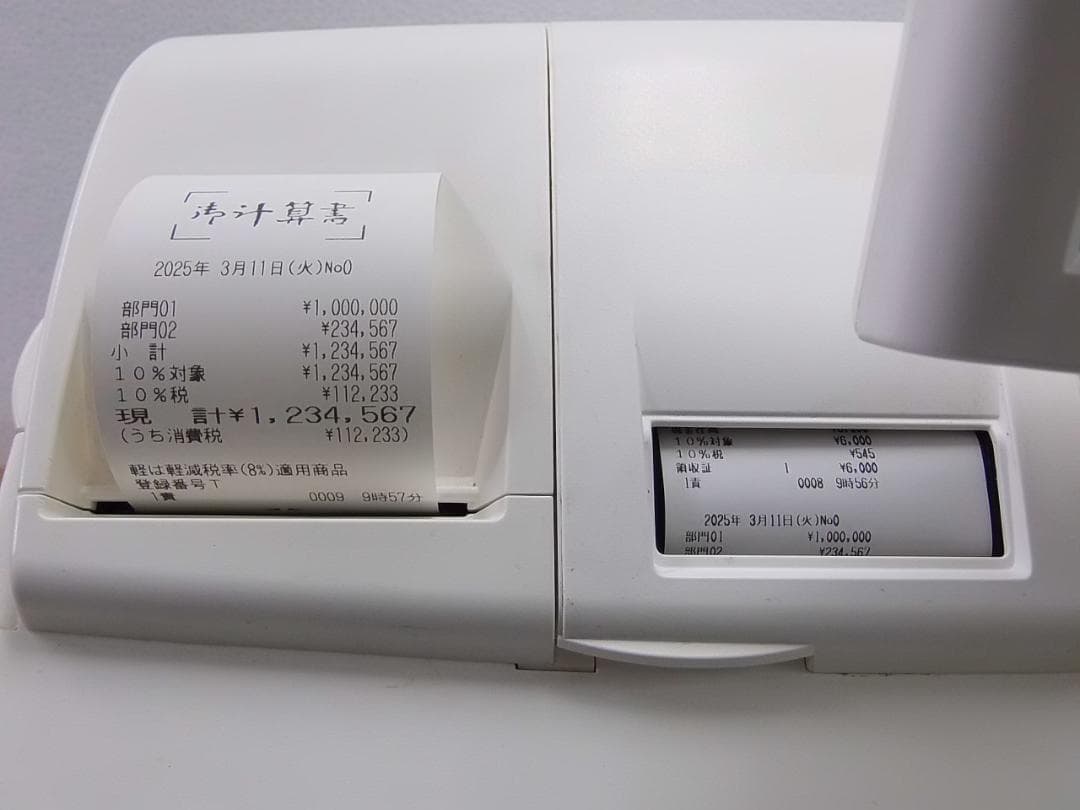 御計算書
2025年 3月11日(火)No0
部門01 ¥1,000,000
部門02 ¥234,567
小 計 ¥1,234,567
10%対象 ¥1,234,567
10%税 ¥112,233
現 計¥1,234,567
(うち消費税 ¥112,233)
軽は軽減税率(8%)適用商品
登録番号T
1責 0009 9時57分
10%対象 ¥6,000
10%税 ¥545
領収証 1 ¥6,000
1責 0008 9時56分
2025年 3月11日(火)No0
部門01 ¥1,000,000
部門02 ¥234,567